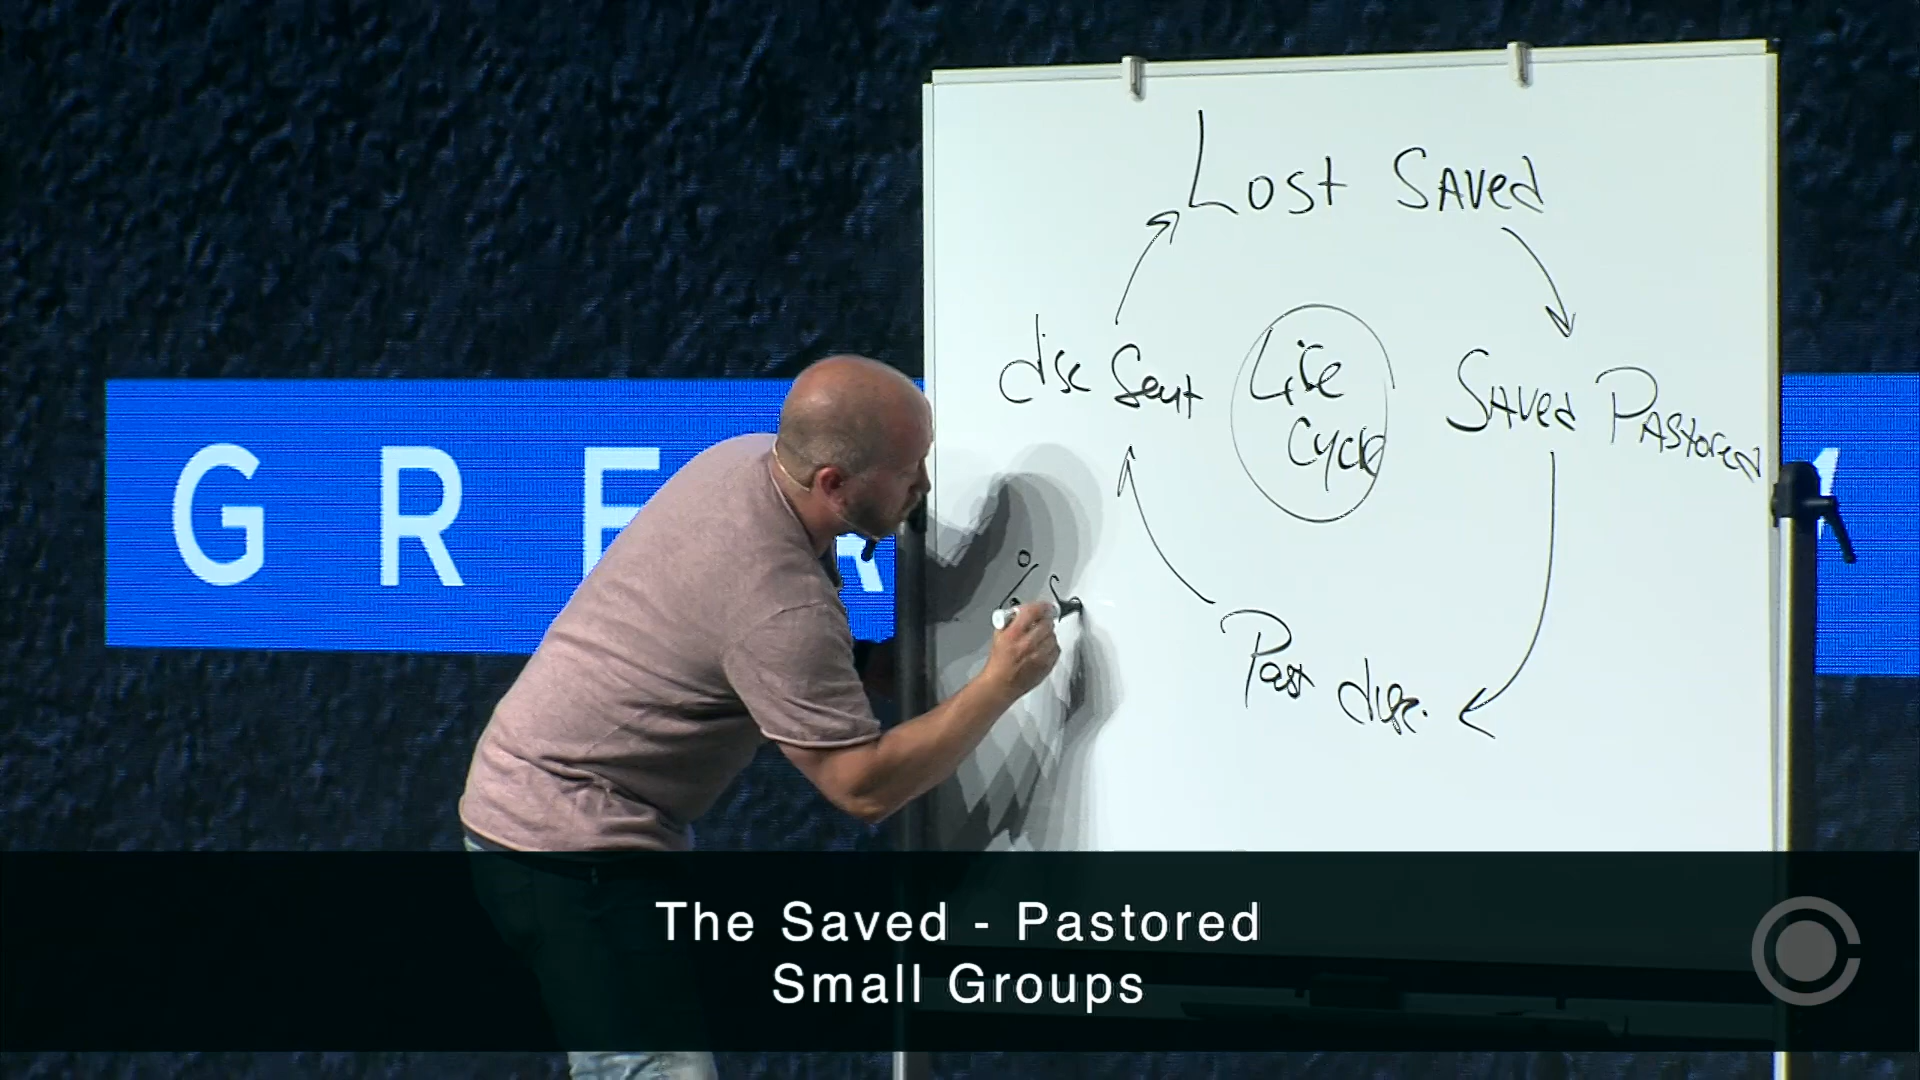 Lost Saved
disc Sent
Life
Cycle
Saved Pastored
Past disc.
%
G R E
The Saved - Pastored
Small Groups